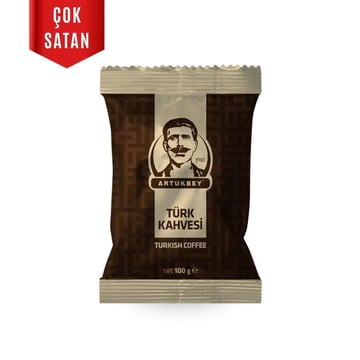 ÇOK
SATAN
ARTUKBEY
TÜRK
KAHVESİ
TURKISH COFFEE
net 100 g ℮